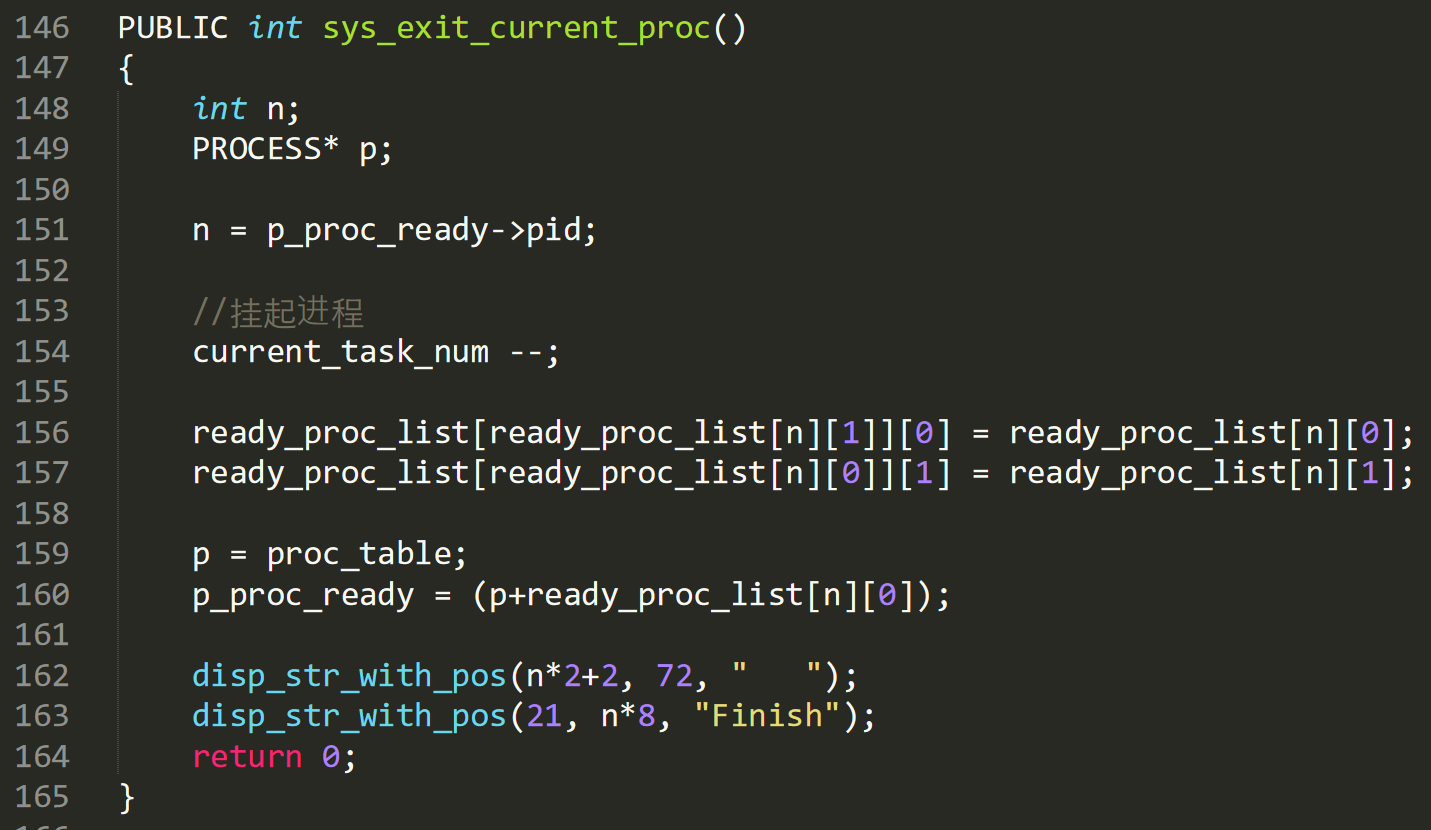 146 PUBLIC int sys_exit_current_proc()
147 {
148 int n;
149 PROCESS* p;
150
151 n = p_proc_ready->pid;
152
153 //挂起进程
154 current_task_num --;
155
156 ready_proc_list[ready_proc_list[n][1]][0] = ready_proc_list[n][0];
157 ready_proc_list[ready_proc_list[n][0]][1] = ready_proc_list[n][1];
158
159 p = proc_table;
160 p_proc_ready = (p+ready_proc_list[n][0]);
161
162 disp_str_with_pos(n*2+2, 72, "   ");
163 disp_str_with_pos(21, n*8, "Finish");
164 return 0;
165 }